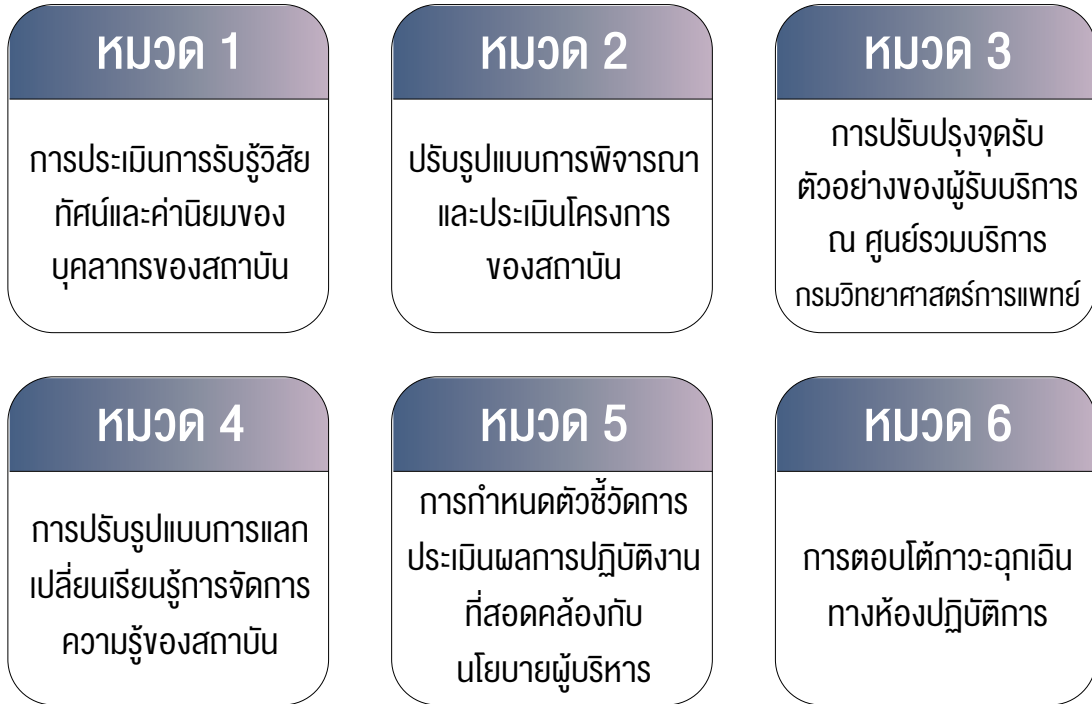 หมวด 1
การประเมินการรับรู้วิสัย
ทัศน์และค่านิยมของ
บุคลากรของสถาบัน
หมวด 2
ปรับรูปแบบการพิจารณา
และประเมินโครงการ
ของสถาบัน
หมวด 3
การปรับปรุงจุดรับ
ตัวอย่างของผู้รับบริการ
ณ ศูนย์รวมบริการ
กรมวิทยาศาสตร์การแพทย์
หมวด 4
การปรับรูปแบบการแลก
เปลี่ยนเรียนรู้การจัดการ
ความรู้ของสถาบัน
หมวด 5
การกำหนดตัวชี้วัดการ
ประเมินผลการปฏิบัติงาน
ที่สอดคล้องกับ
นโยบายผู้บริหาร
หมวด 6
การตอบโต้ภาวะฉุกเฉิน
ทางห้องปฏิบัติการ